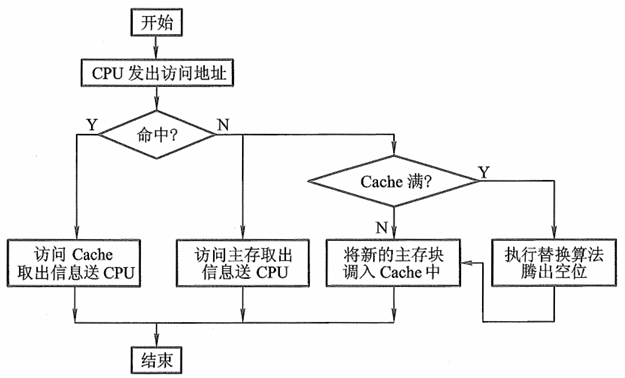 开始
CPU 发出访问地址
Y
命中?
N
Cache 满?
Y
N
访问 Cache
取出信息送 CPU
访问主存取出
信息送 CPU
将新的主存块
调入 Cache 中
执行替换算法
腾出空位
结束